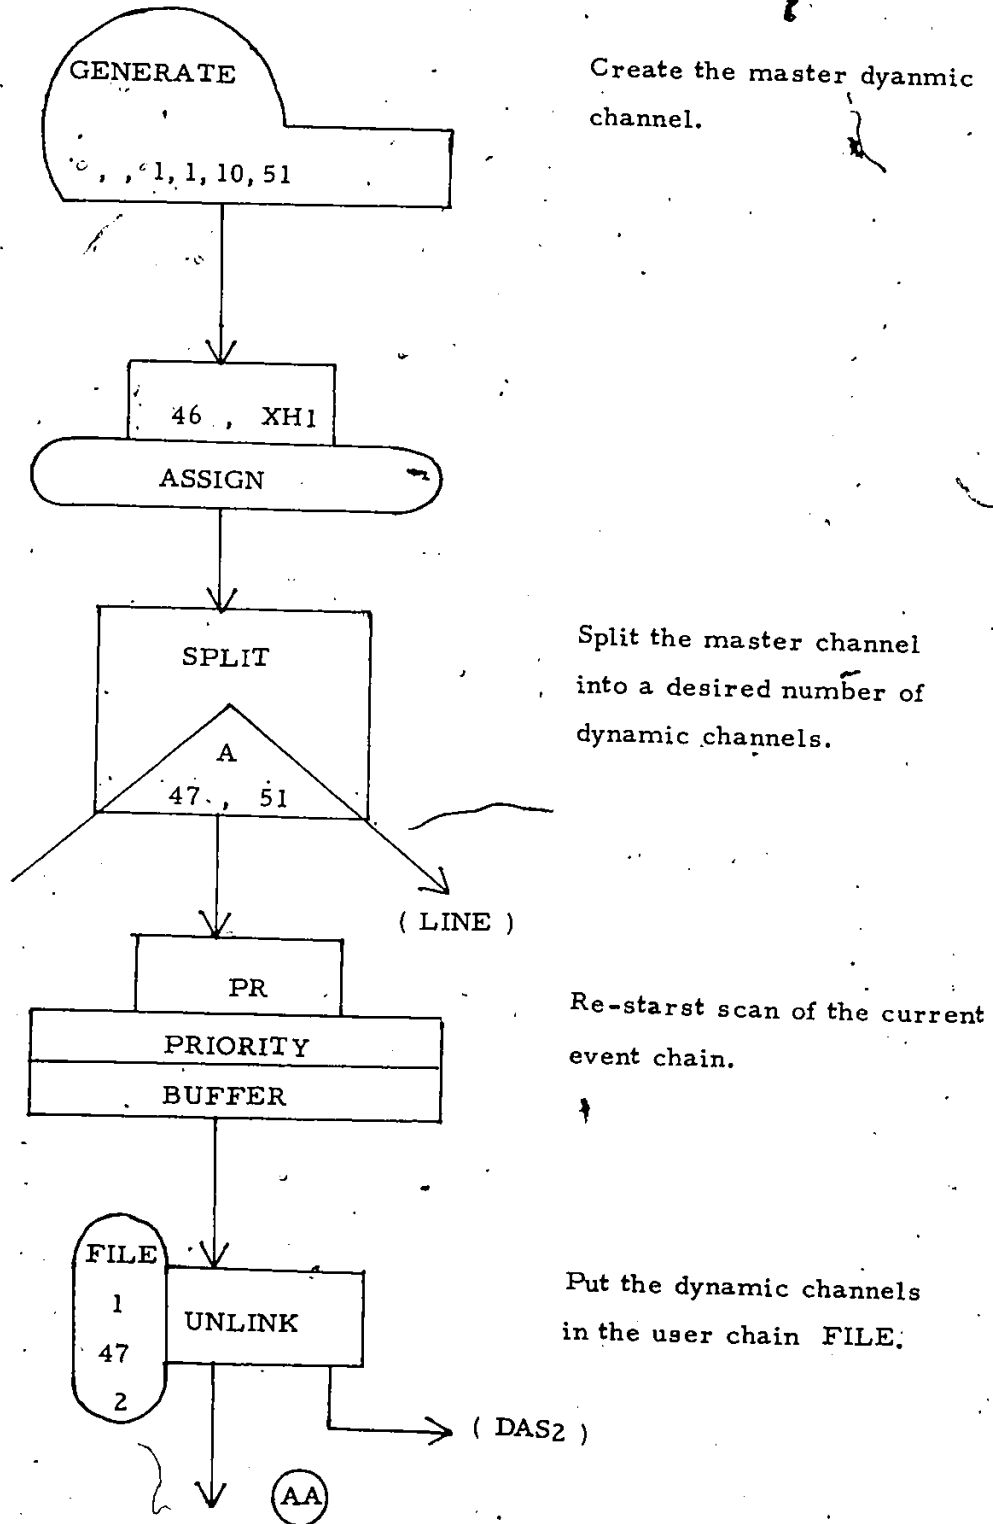 GENERATE
, , 1, 1, 10, 51
Create the master dyanmic
channel.
46 , XH1
ASSIGN
SPLIT
A
47 , 51
Split the master channel
into a desired number of
dynamic channels.
( LINE )
PR
PRIORITY
BUFFER
Re-starst scan of the current
event chain.
FILE
1
47
2
UNLINK
Put the dynamic channels
in the user chain FILE.
( DAS2 )
AA